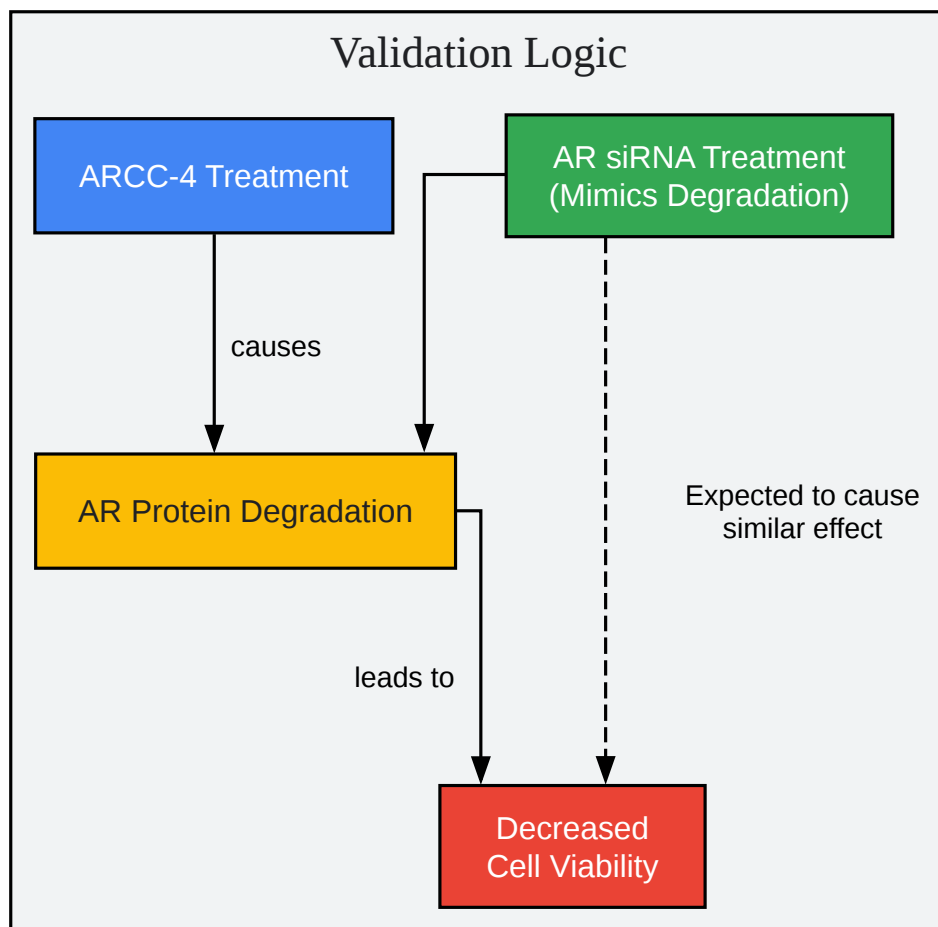 Validation Logic
ARCC-4 Treatment
AR siRNA Treatment
(Mimics Degradation)
causes
AR Protein Degradation
Expected to cause
similar effect
leads to
Decreased
Cell Viability